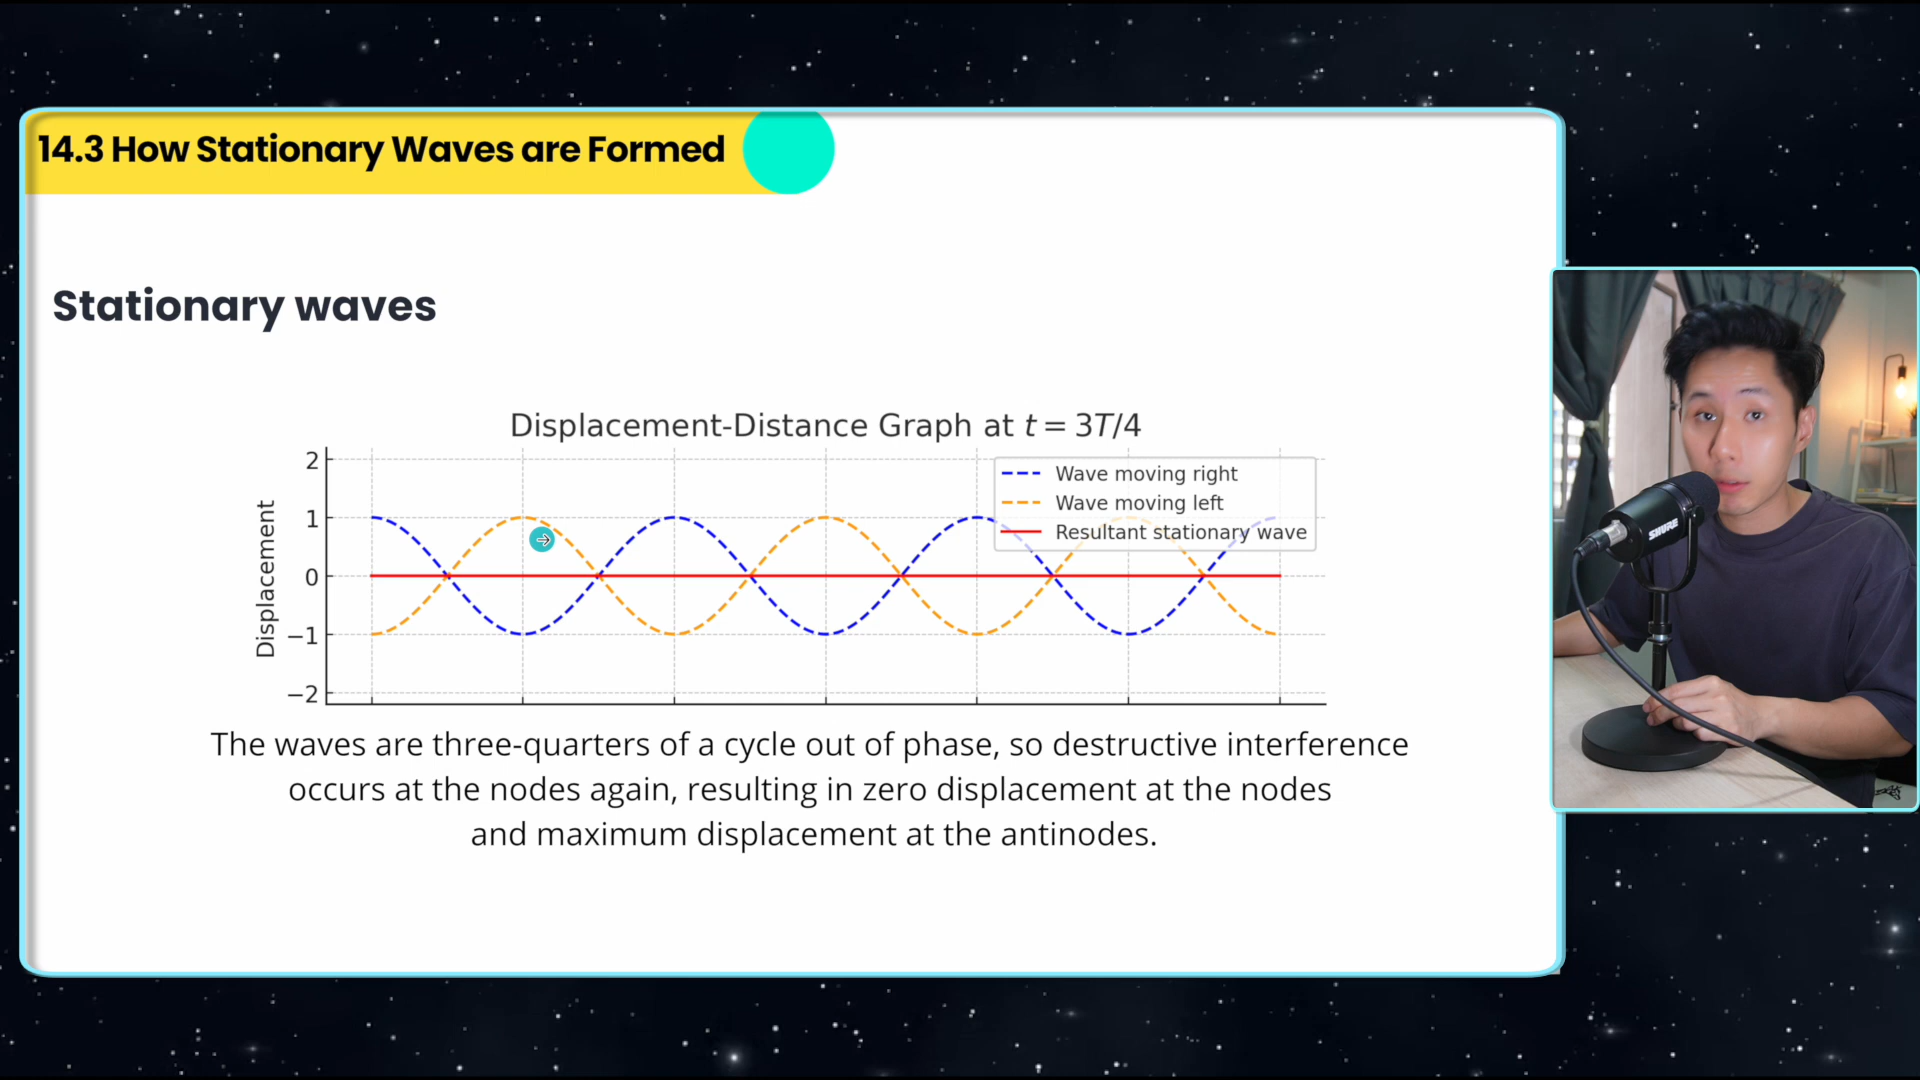 14.3 How Stationary Waves are Formed
Stationary waves
Displacement-Distance Graph at t = 3T/4
Displacement
2
1
0
−1
−2
Wave moving right
Wave moving left
Resultant stationary wave
The waves are three-quarters of a cycle out of phase, so destructive interference
occurs at the nodes again, resulting in zero displacement at the nodes
and maximum displacement at the antinodes.
SHURE